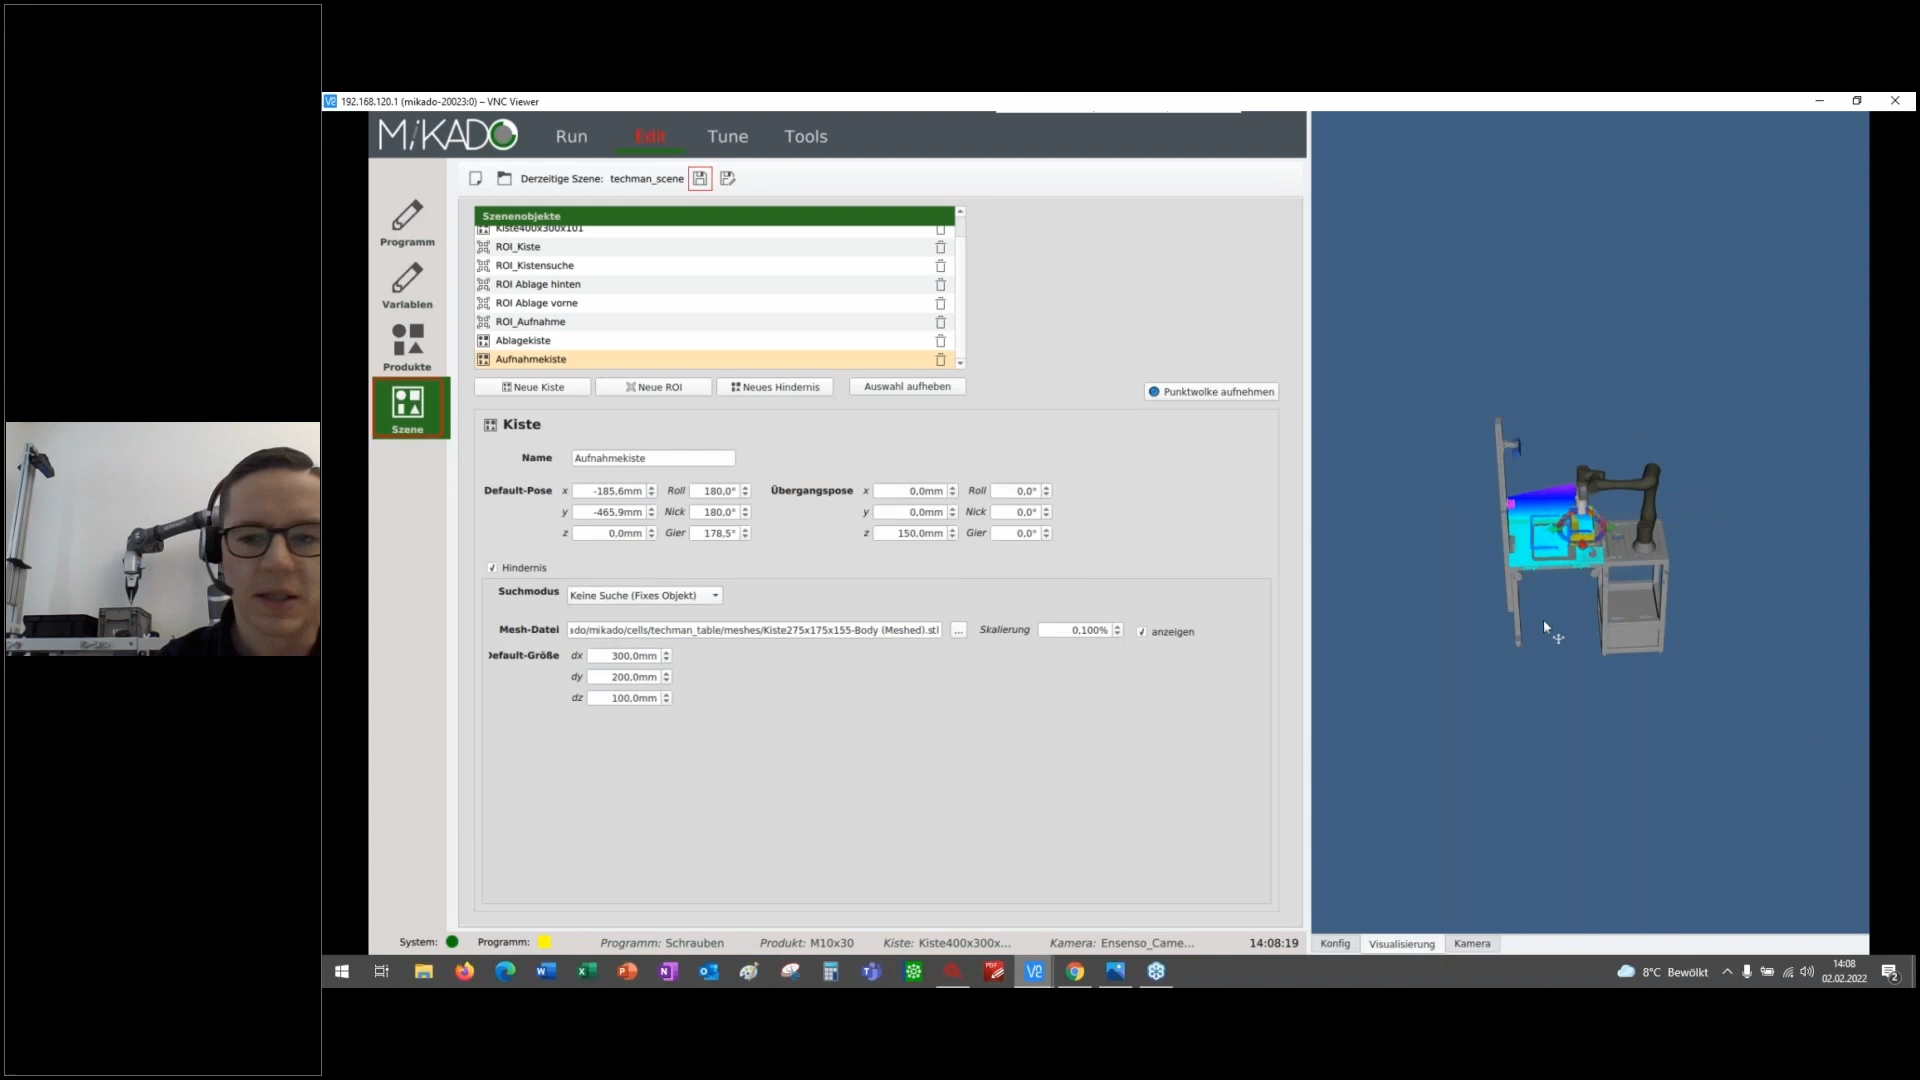 192.168.120.1 (mikado-20023:0) – VNC Viewer
MiKADO Run Edit Tune Tools
Derzeitige Szene: techman_scene
Programm
Variablen
Produkte
Szene
Szenenobjekte
Kiste400x300x101
ROI_Kiste
ROI_Kistensuche
ROI Ablage hinten
ROI Ablage vorne
ROI_Aufnahme
Ablagekiste
Aufnahmekiste
Neue Kiste Neue ROI Neues Hindernis Auswahl aufheben
Punktwolke aufnehmen
Kiste
Name Aufnahmekiste
Default-Pose x -185,6mm Roll 180,0° Übergangspose x 0,0mm Roll 0,0°
y -465,9mm Nick 180,0° y 0,0mm Nick 0,0°
z 0,0mm Gier 178,5° z 150,0mm Gier 0,0°
Hindernis
Suchmodus Keine Suche (Fixes Objekt)
Mesh-Datei ado/mikado/cells/techman_table/meshes/Kiste275x175x155-Body (Meshed).stl ... Skalierung 0,100% anzeigen
Default-Größe dx 300,0mm
dy 200,0mm
dz 100,0mm
System: Programm: Programm: Schrauben Produkt: M10x30 Kiste: Kiste400x300x... Kamera: Ensenso_Came... 14:08:19
Konfig Visualisierung Kamera
8°C Bewölkt
14:08
02.02.2022
2